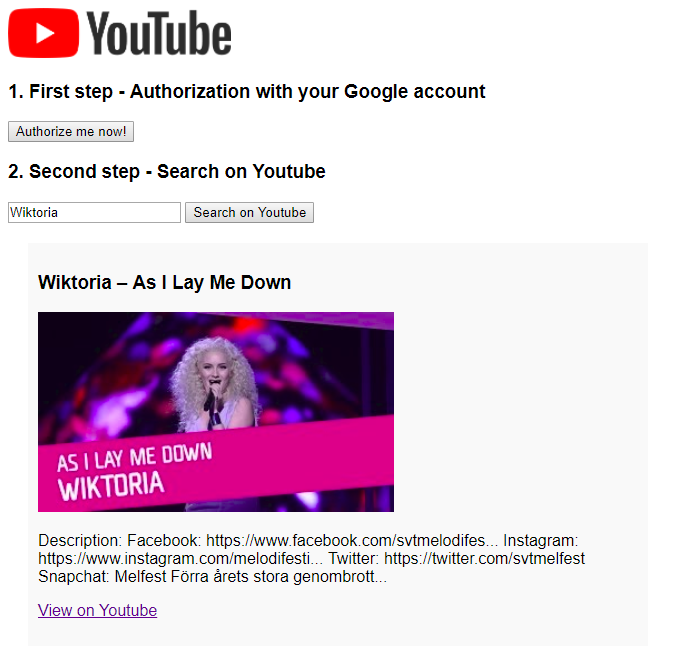 YouTube
1. First step - Authorization with your Google account
Authorize me now!
2. Second step - Search on Youtube
Wiktoria Search on Youtube
Wiktoria – As I Lay Me Down
AS I LAY ME DOWN
WIKTORIA
Description: Facebook: https://www.facebook.com/svtmelodifes... Instagram:
https://www.instagram.com/melodifesti... Twitter: https://twitter.com/svtmelfest
Snapchat: Melfest Förra årets stora genombrott...
View on Youtube